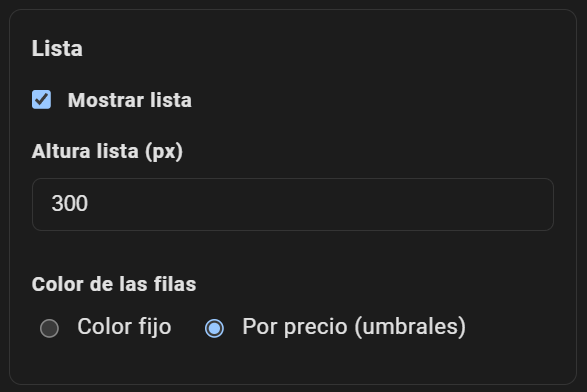 Lista
Mostrar lista
Altura lista (px)
300
Color de las filas
Color fijo Por precio (umbrales)